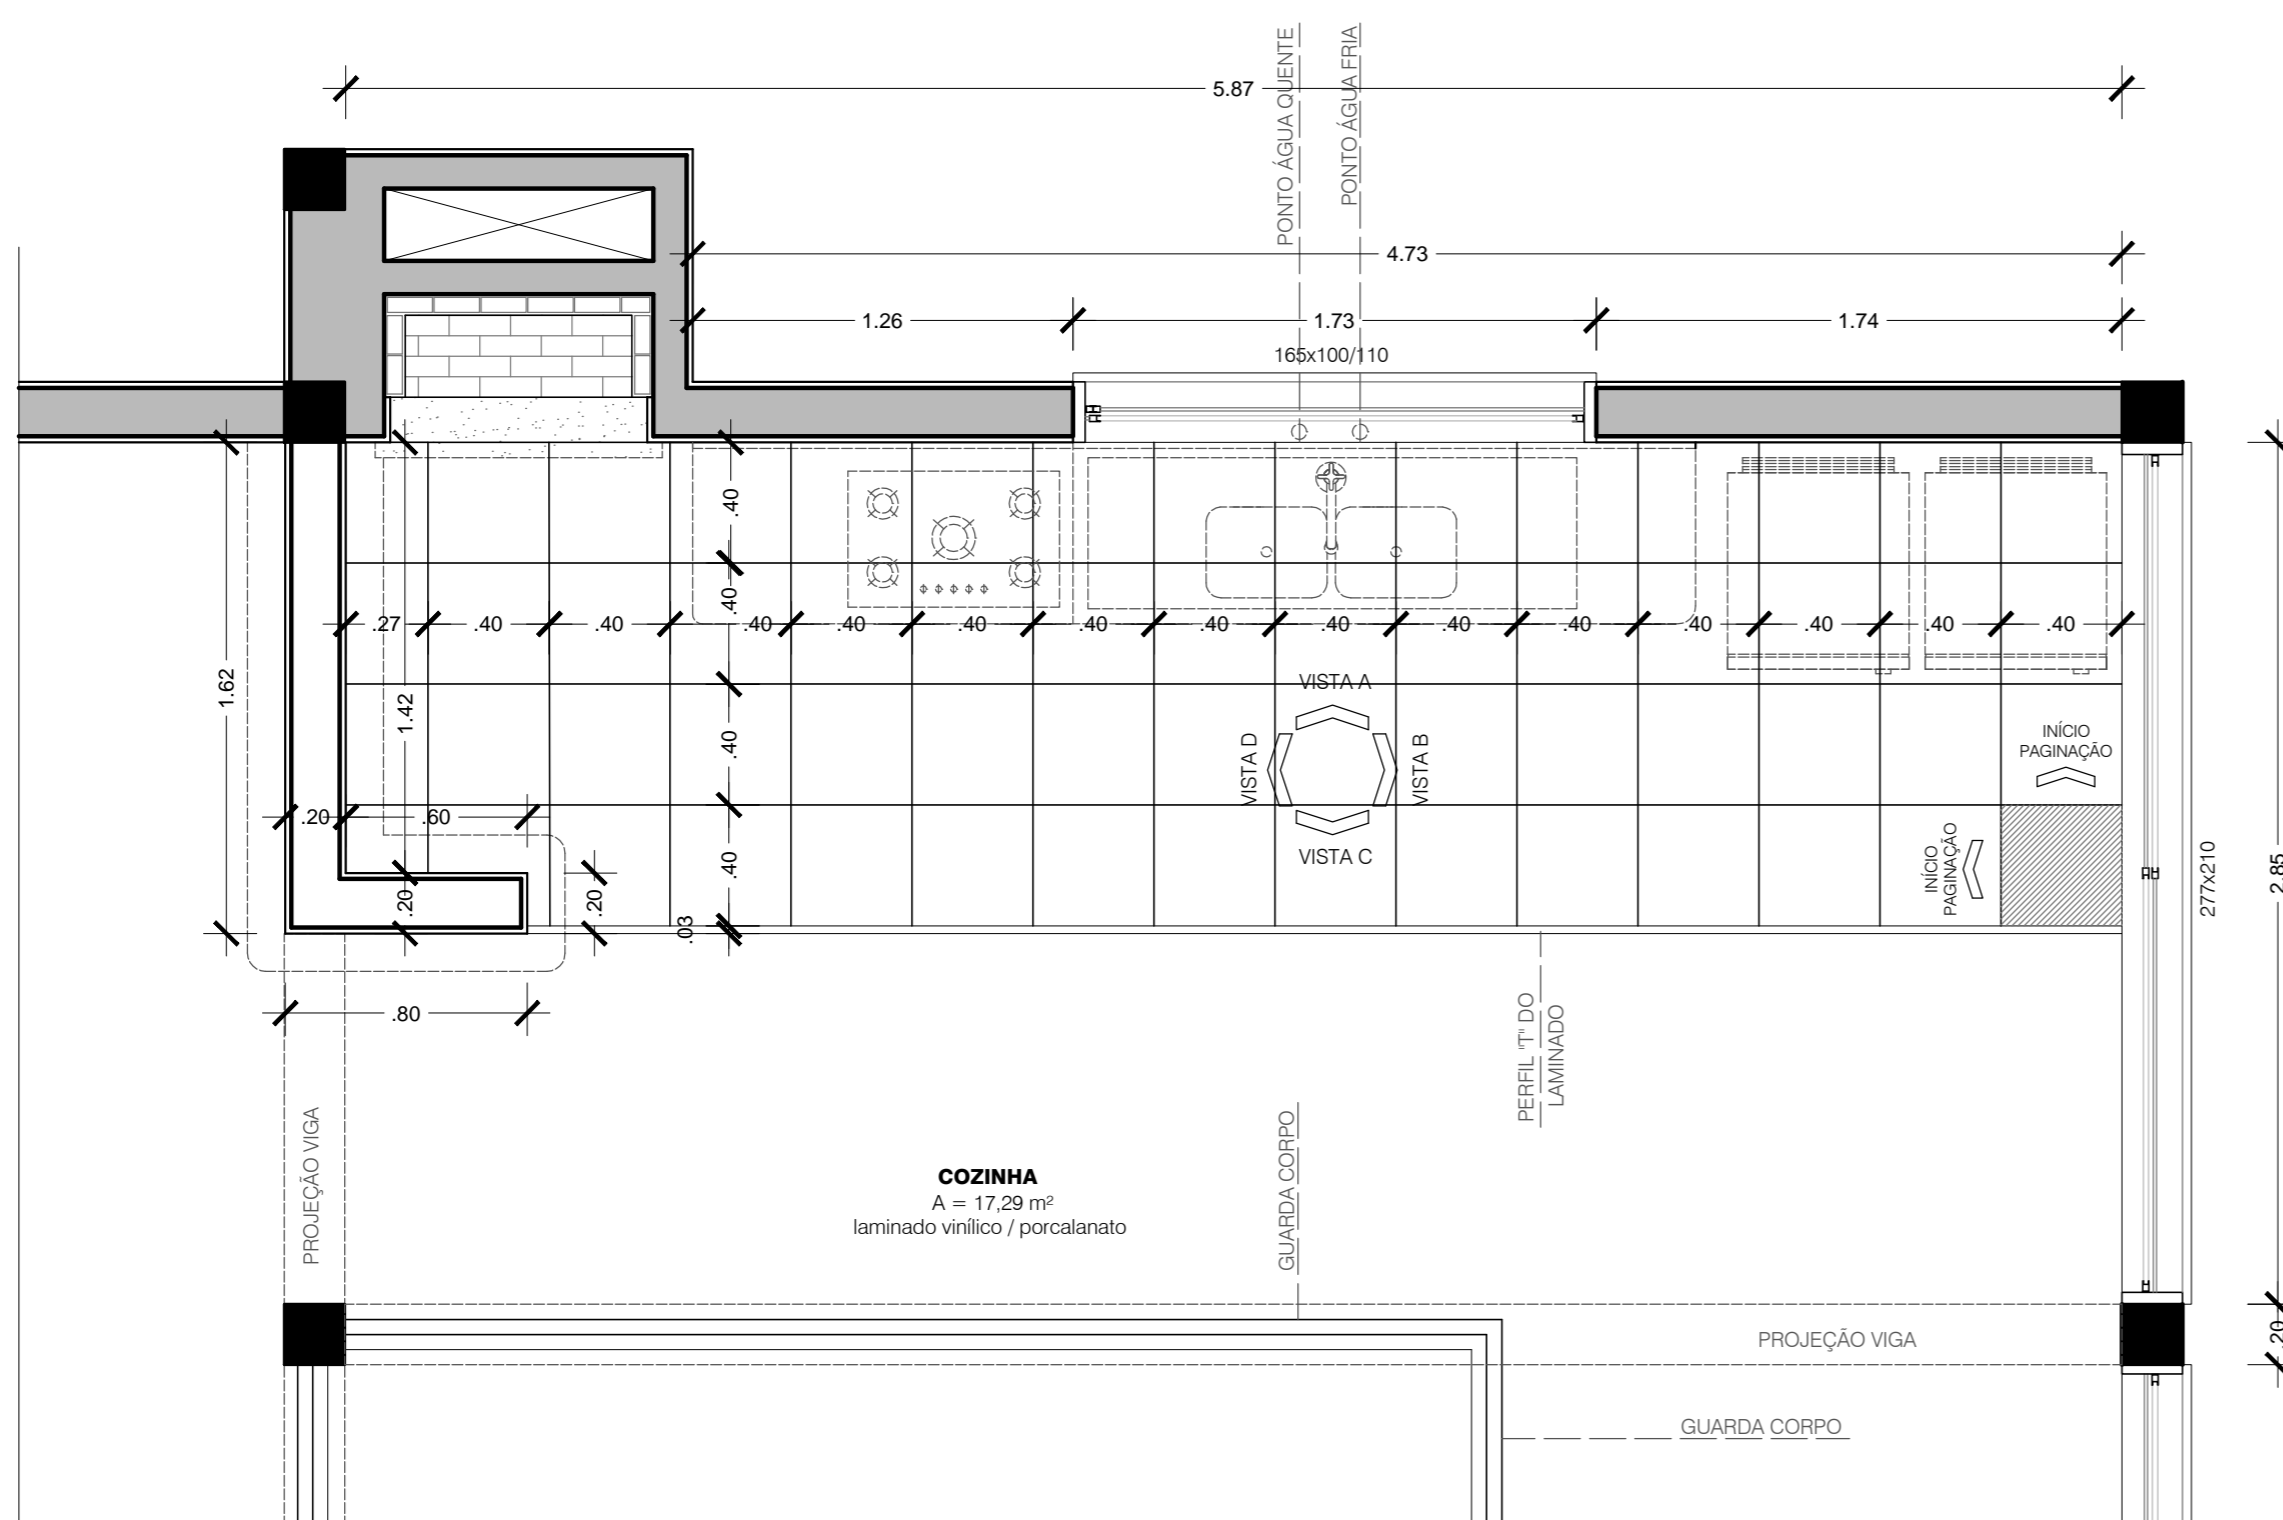 PONTO ÁGUA QUENTE
PONTO ÁGUA FRIA
5.87
4.73
1.26
1.73
1.74
165x100/110
.40
.40
.27
.40
.40
.40
.40
.40
.40
.40
.40
.40
.40
.40
.40
.40
.40
1.62
1.42
.40
VISTA A
VISTA D
VISTA B
VISTA C
INÍCIO
PAGINAÇÃO
INÍCIO
PAGINAÇÃO
277x210
2.85
.20
.60
.40
.20
.20
.03
.80
PERFIL "T" DO
LAMINADO
PROJEÇÃO VIGA
COZINHA
A = 17,29 m²
laminado vinílico / porcalanato
GUARDA CORPO
PROJEÇÃO VIGA
.20
GUARDA CORPO